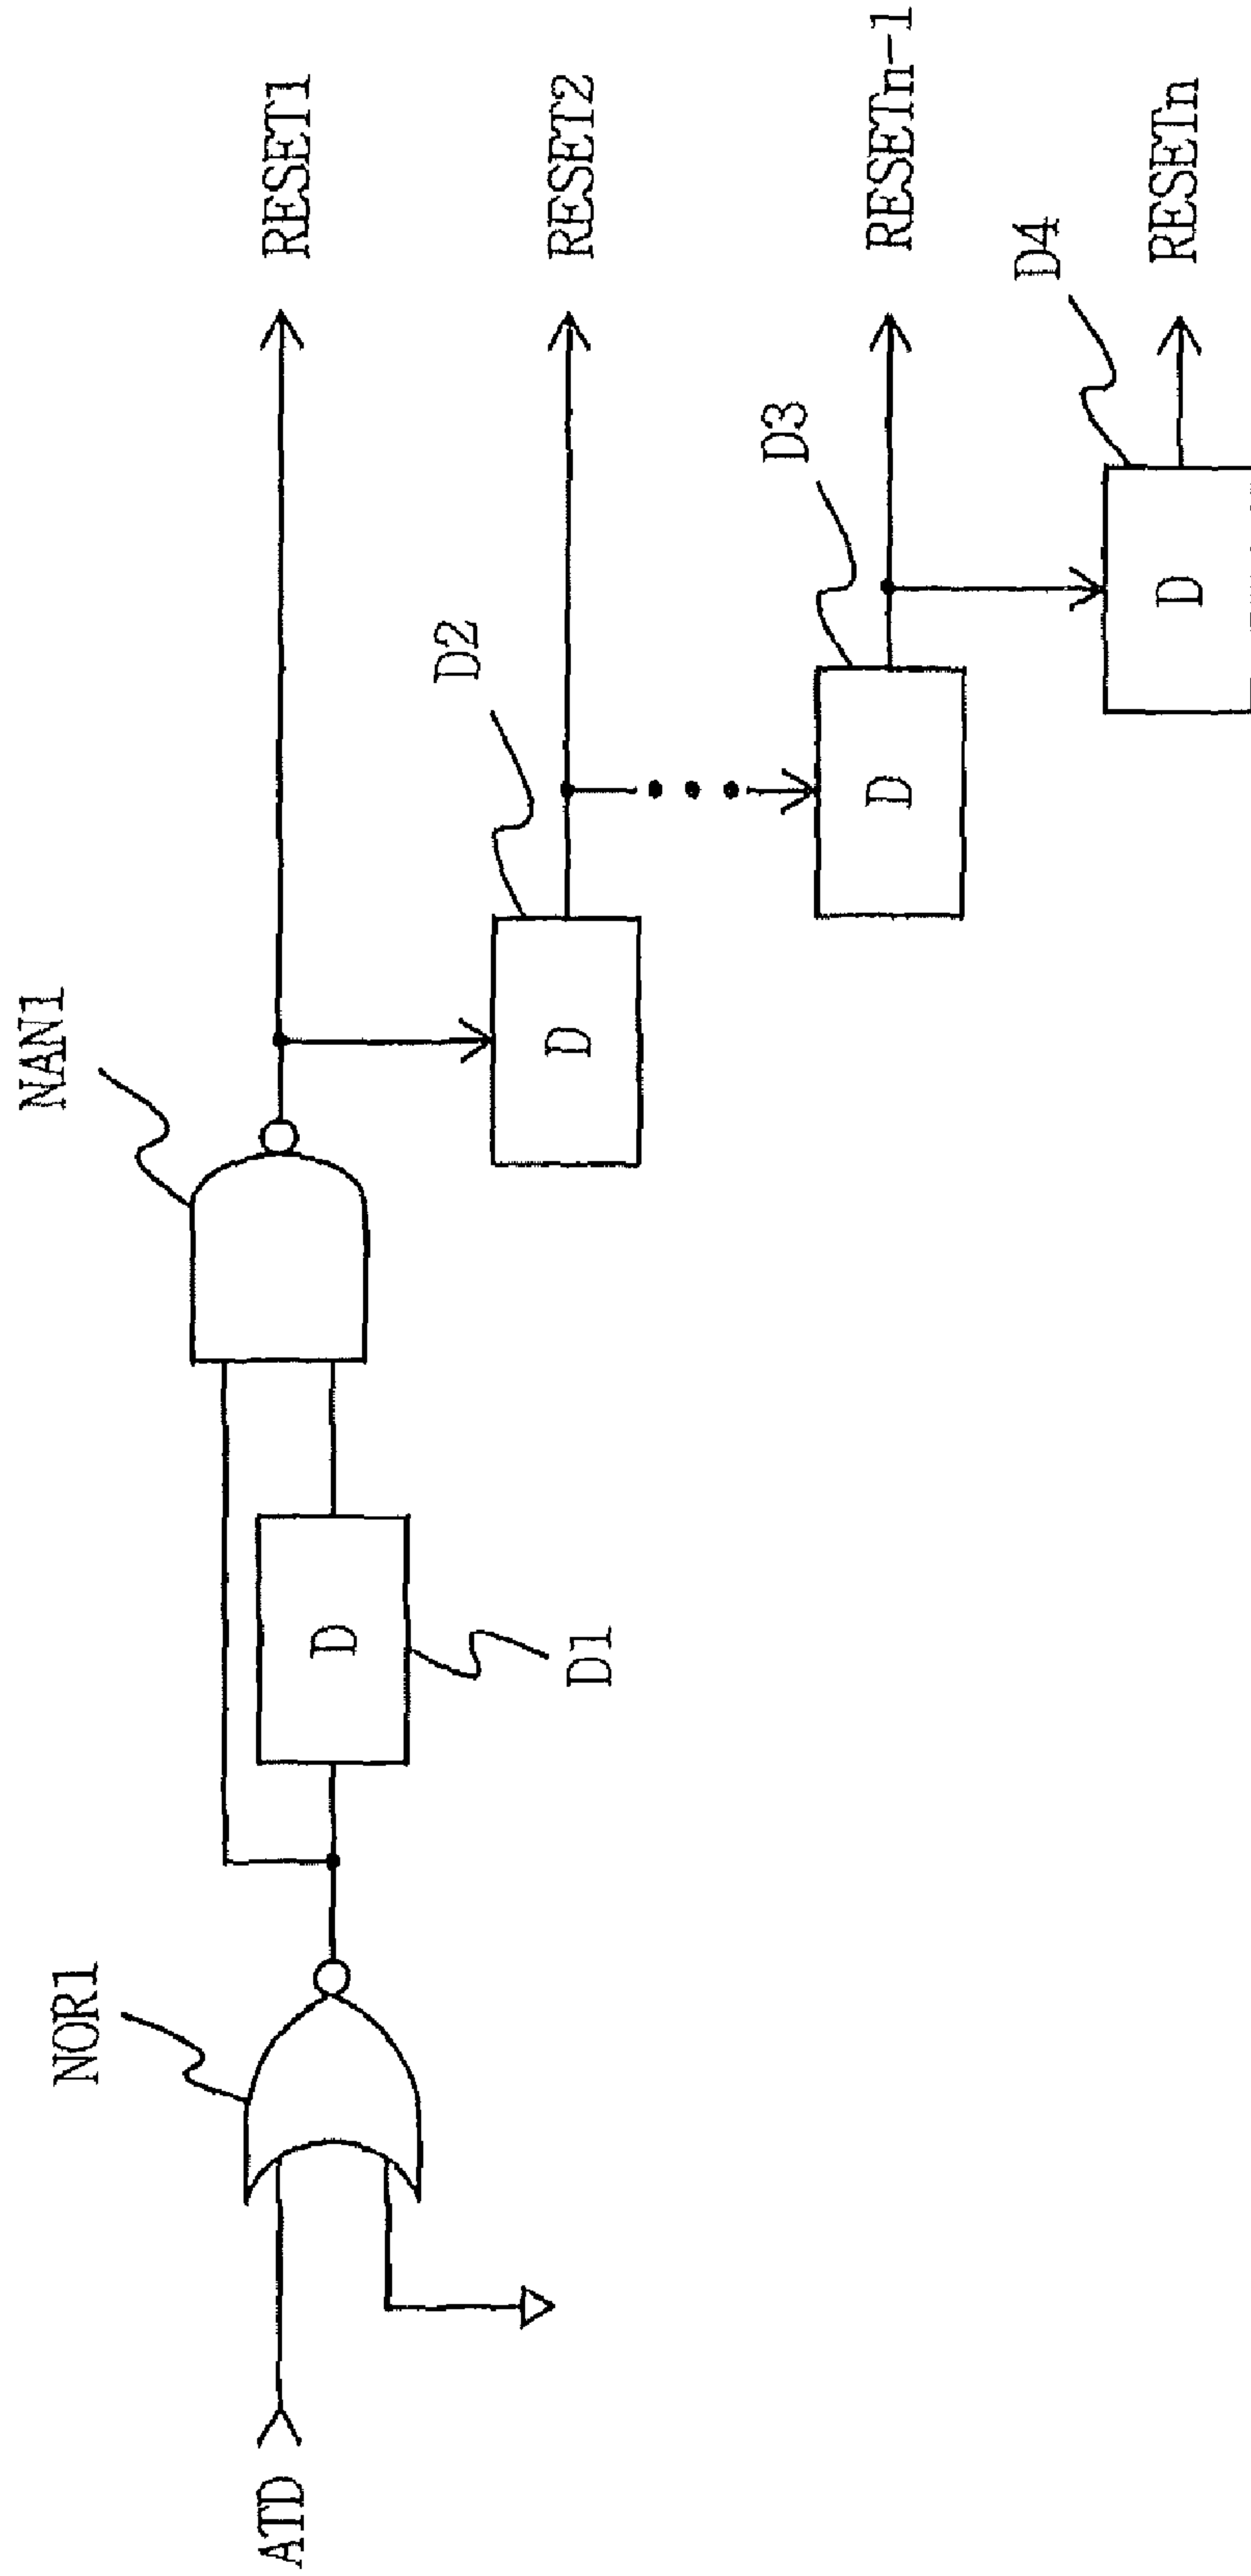 ATD
NOR1
D
D1
NAN1
RESET1
D
D2
RESET2
D
D3
RESETn-1
D
D4
RESETn